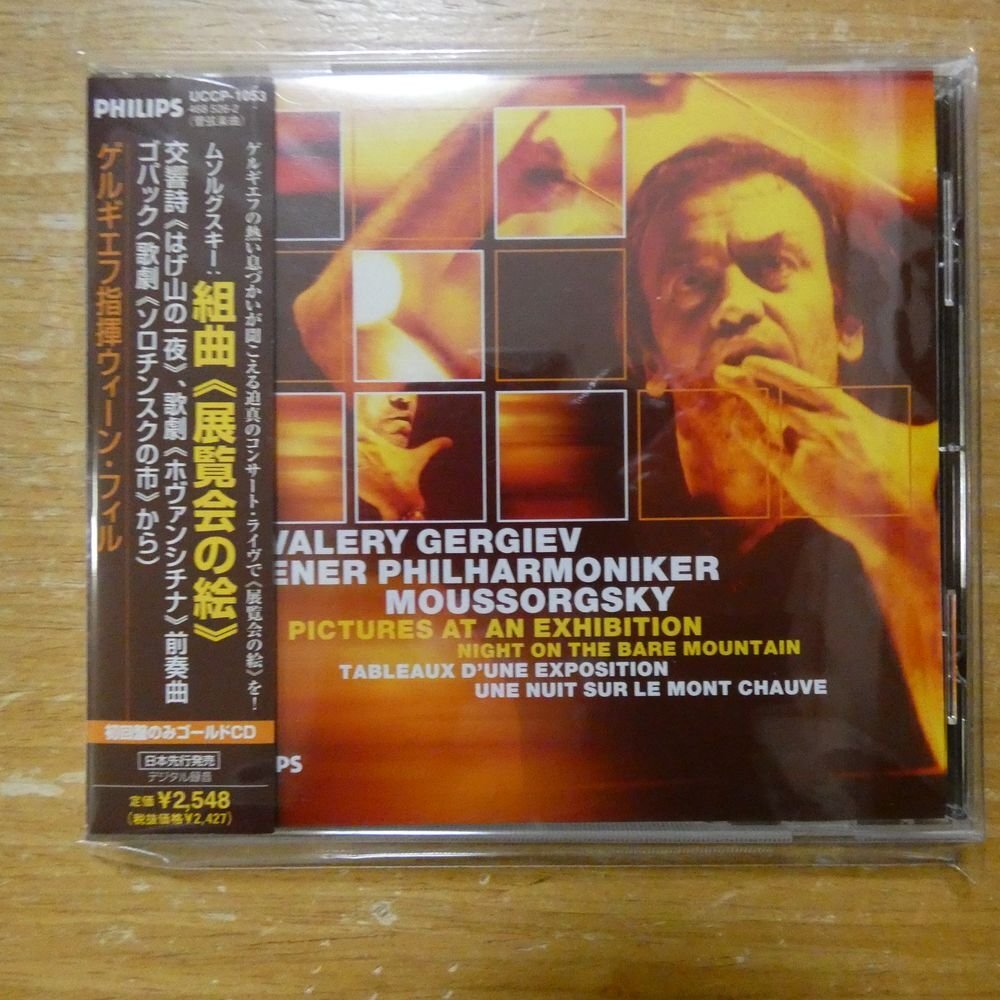 PHILIPS
UCCP-1053
468 526-2
(管弦楽曲)
ゲルギエフの熱い息づかいが聞こえる迫真のコンサート・ライヴで《展覧会の絵》を!
ムソルグスキー:
組曲《展覧会の絵》
交響詩《はげ山の一夜》、歌劇《ホヴァンシチナ》前奏曲
ゴパック(歌劇《ソロチンスクの市》から)
ゲルギエフ指揮ウィーン・フィル
初回盤のみゴールドCD
日本先行発売
デジタル録音
定価¥2,548
(税抜価格¥2,427)
VALERY GERGIEV
ENER PHILHARMONIKER
MOUSSORGSKY
PICTURES AT AN EXHIBITION
NIGHT ON THE BARE MOUNTAIN
TABLEAUX D'UNE EXPOSITION
UNE NUIT SUR LE MONT CHAUVE
PS